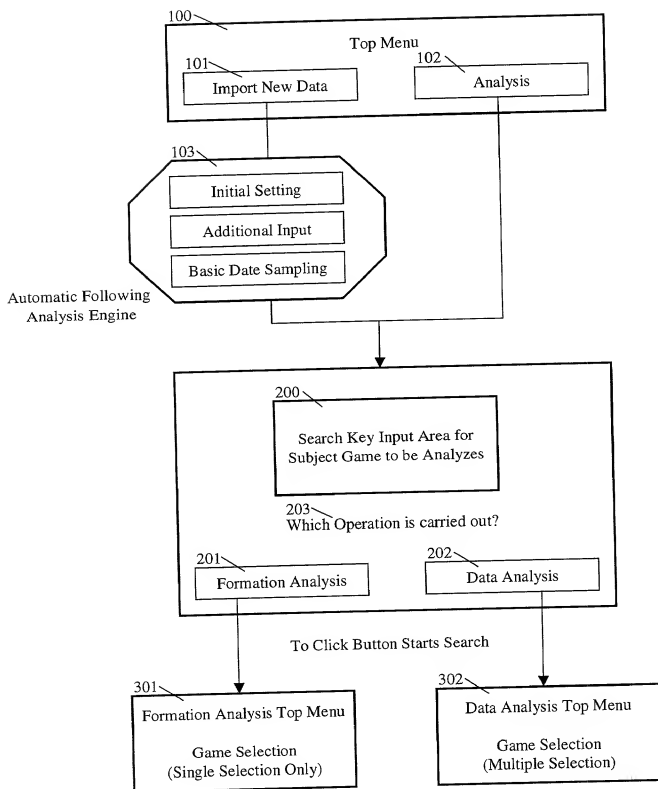 100
Top Menu
101
Import New Data
102
Analysis
103
Initial Setting
Additional Input
Basic Date Sampling
Automatic Following
Analysis Engine
200
Search Key Input Area for
Subject Game to be Analyzes
203
Which Operation is carried out?
201
Formation Analysis
202
Data Analysis
To Click Button Starts Search
301
Formation Analysis Top Menu
Game Selection
(Single Selection Only)
302
Data Analysis Top Menu
Game Selection
(Multiple Selection)